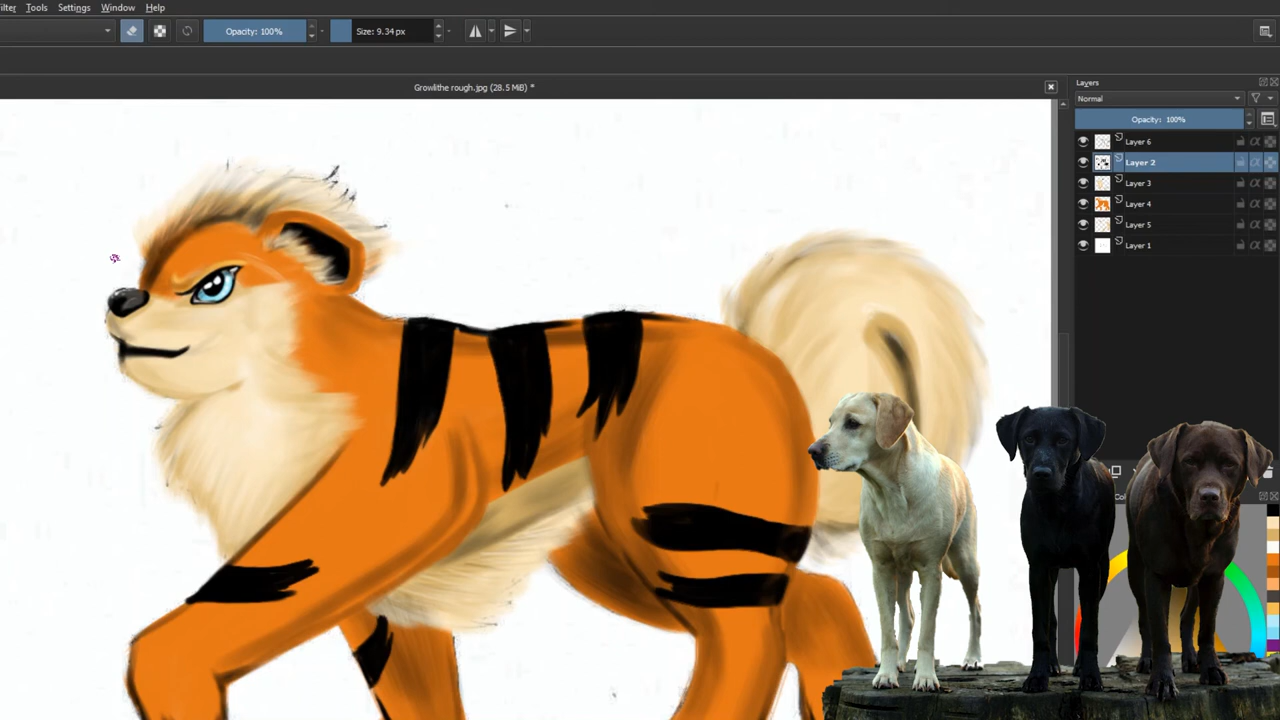 ilter Tools Settings Window Help
Opacity: 100% Size: 9.34 px
Growlithe rough.jpg (28.5 MiB) *
Layers
Normal
Opacity: 100%
Layer 6
Layer 2
Layer 3
Layer 4
Layer 5
Layer 1
Co